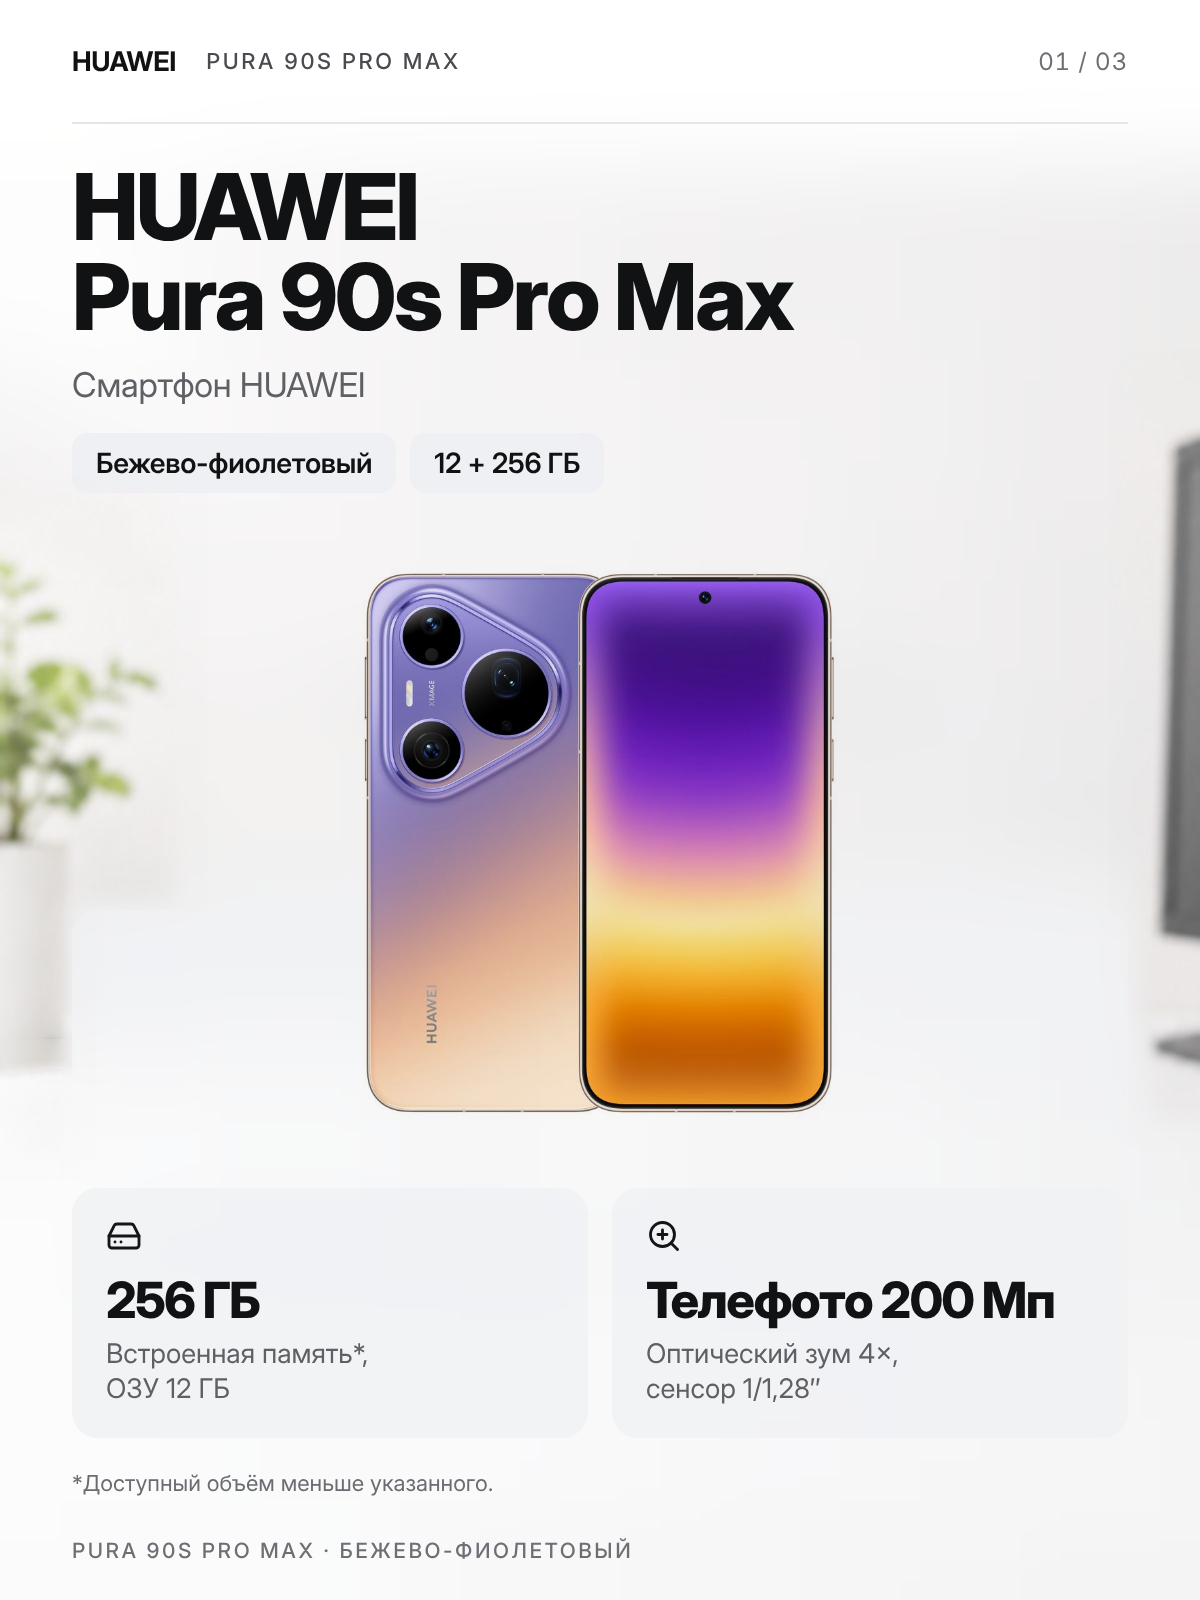 HUAWEI PURA 90S PRO MAX 01 / 03
HUAWEI
Pura 90s Pro Max
Смартфон HUAWEI
Бежево-фиолетовый 12 + 256 ГБ
XMAGE
HUAWEI
256 ГБ
Встроенная память*,
ОЗУ 12 ГБ
Телефото 200 Мп
Оптический зум 4×,
сенсор 1/1,28″
*Доступный объём меньше указанного.
PURA 90S PRO MAX · БЕЖЕВО-ФИОЛЕТОВЫЙ